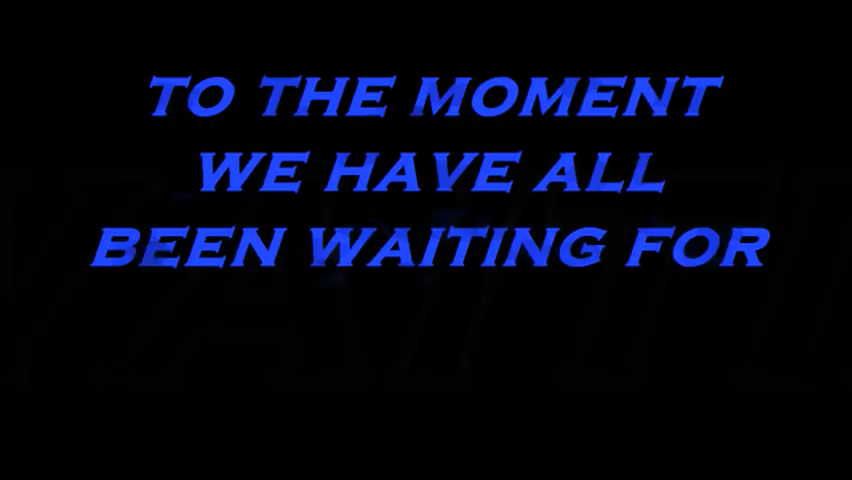 TO THE MOMENT
WE HAVE ALL
BEEN WAITING FOR